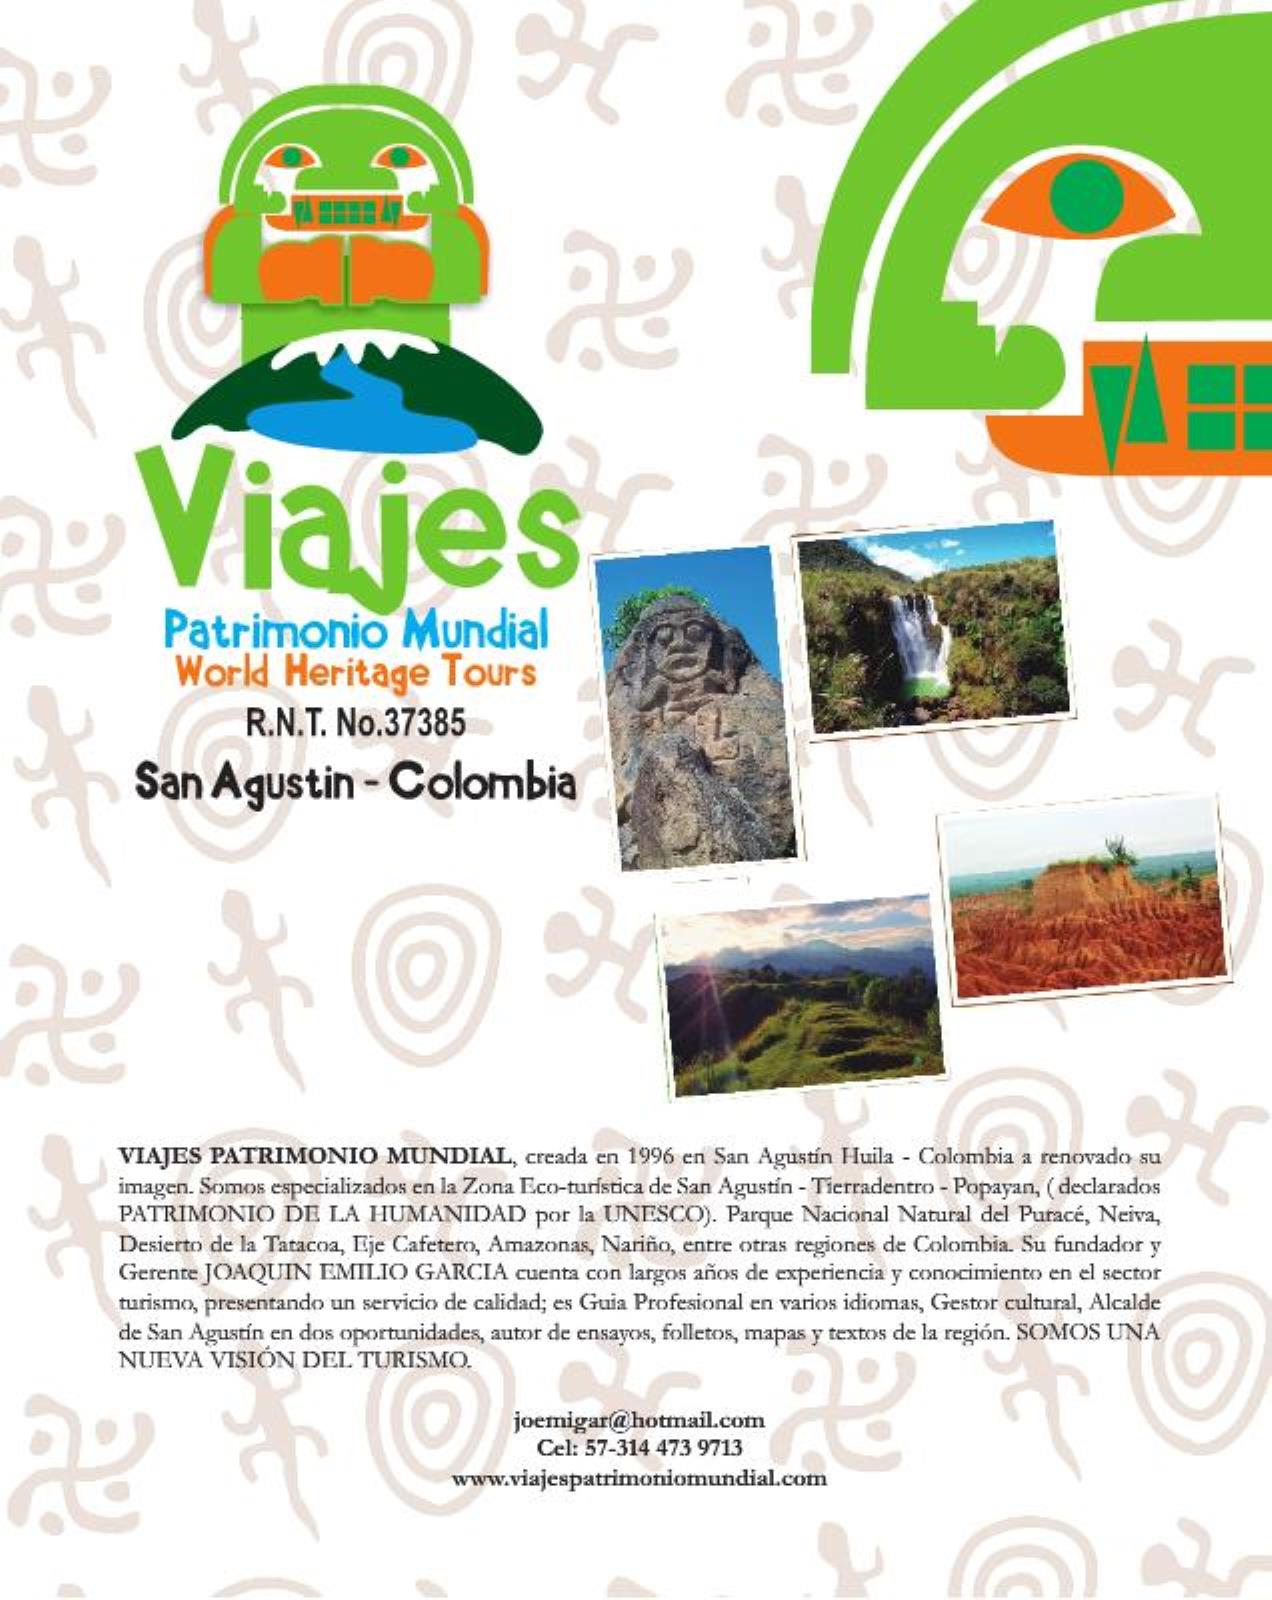 Viajes
Patrimonio Mundial
World Heritage Tours
R.N.T. No.37385
San Agustin - Colombia
VIAJES PATRIMONIO MUNDIAL, creada en 1996 en San Agustín Huila - Colombia a renovado su
imagen. Somos especializados en la Zona Eco-turística de San Agustín - Tierradentro - Popayan, ( declarados
PATRIMONIO DE LA HUMANIDAD por la UNESCO). Parque Nacional Natural del Puracé, Neiva,
Desierto de la Tatacoa, Eje Cafetero, Amazonas, Nariño, entre otras regiones de Colombia. Su fundador y
Gerente JOAQUIN EMILIO GARCIA cuenta con largos años de experiencia y conocimiento en el sector
turismo, presentando un servicio de calidad; es Guia Profesional en varios idiomas, Gestor cultural, Alcalde
de San Agustín en dos oportunidades, autor de ensayos, folletos, mapas y textos de la región. SOMOS UNA
NUEVA VISIÓN DEL TURISMO.
joemigar@hotmail.com
Cel: 57-314 473 9713
www.viajespatrimoniomundial.com